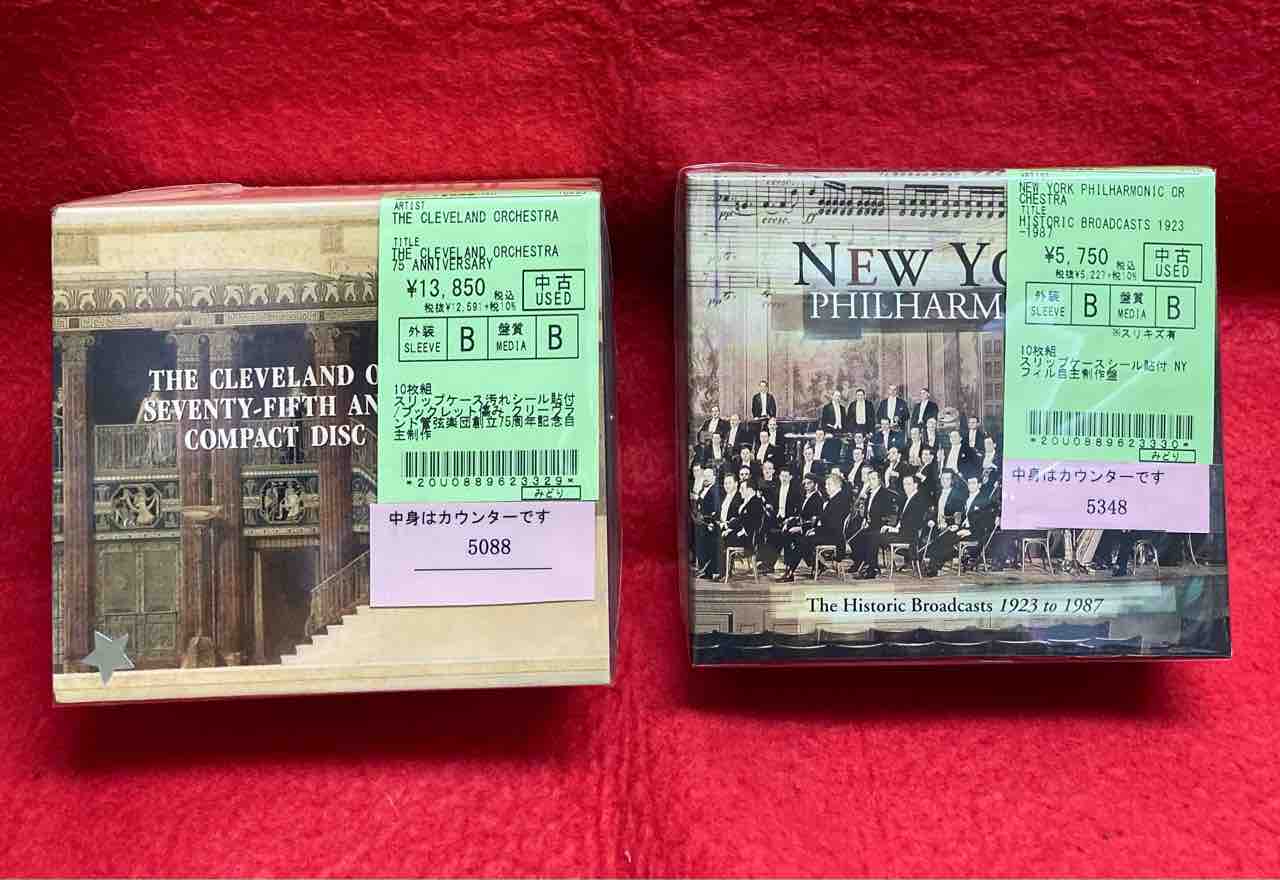 ARTIST
THE CLEVELAND ORCHESTRA
TITLE
THE CLEVELAND ORCHESTRA
75 ANNIVERSARY
¥13,850 税込
税抜¥12,591+税10%
中古
USED
外装
SLEEVE
B
盤質
MEDIA
B
10枚組
スリップケース汚れシール貼付
/ブックレット傷み クリーブラ
ンド管弦楽団創立75周年記念自
主制作
*20U0889623329*
みどり
中身はカウンターです
5088
THE CLEVELAND O
SEVENTY-FIFTH AN
COMPACT DISC
ARTIST
NEW YORK PHILHARMONIC OR
CHESTRA
TITLE
HISTORIC BROADCASTS 1923
-1987
¥5,750 税込
税抜¥5,227+税10%
中古
USED
外装
SLEEVE
B
盤質
MEDIA
B
※スリキズ有
10枚組
スリップケースシール貼付 NY
フィル自主制作盤
*20U0889623330*
みどり
中身はカウンターです
5348
cresc.
NEW YO
PHILHARM
The Historic Broadcasts 1923 to 1987